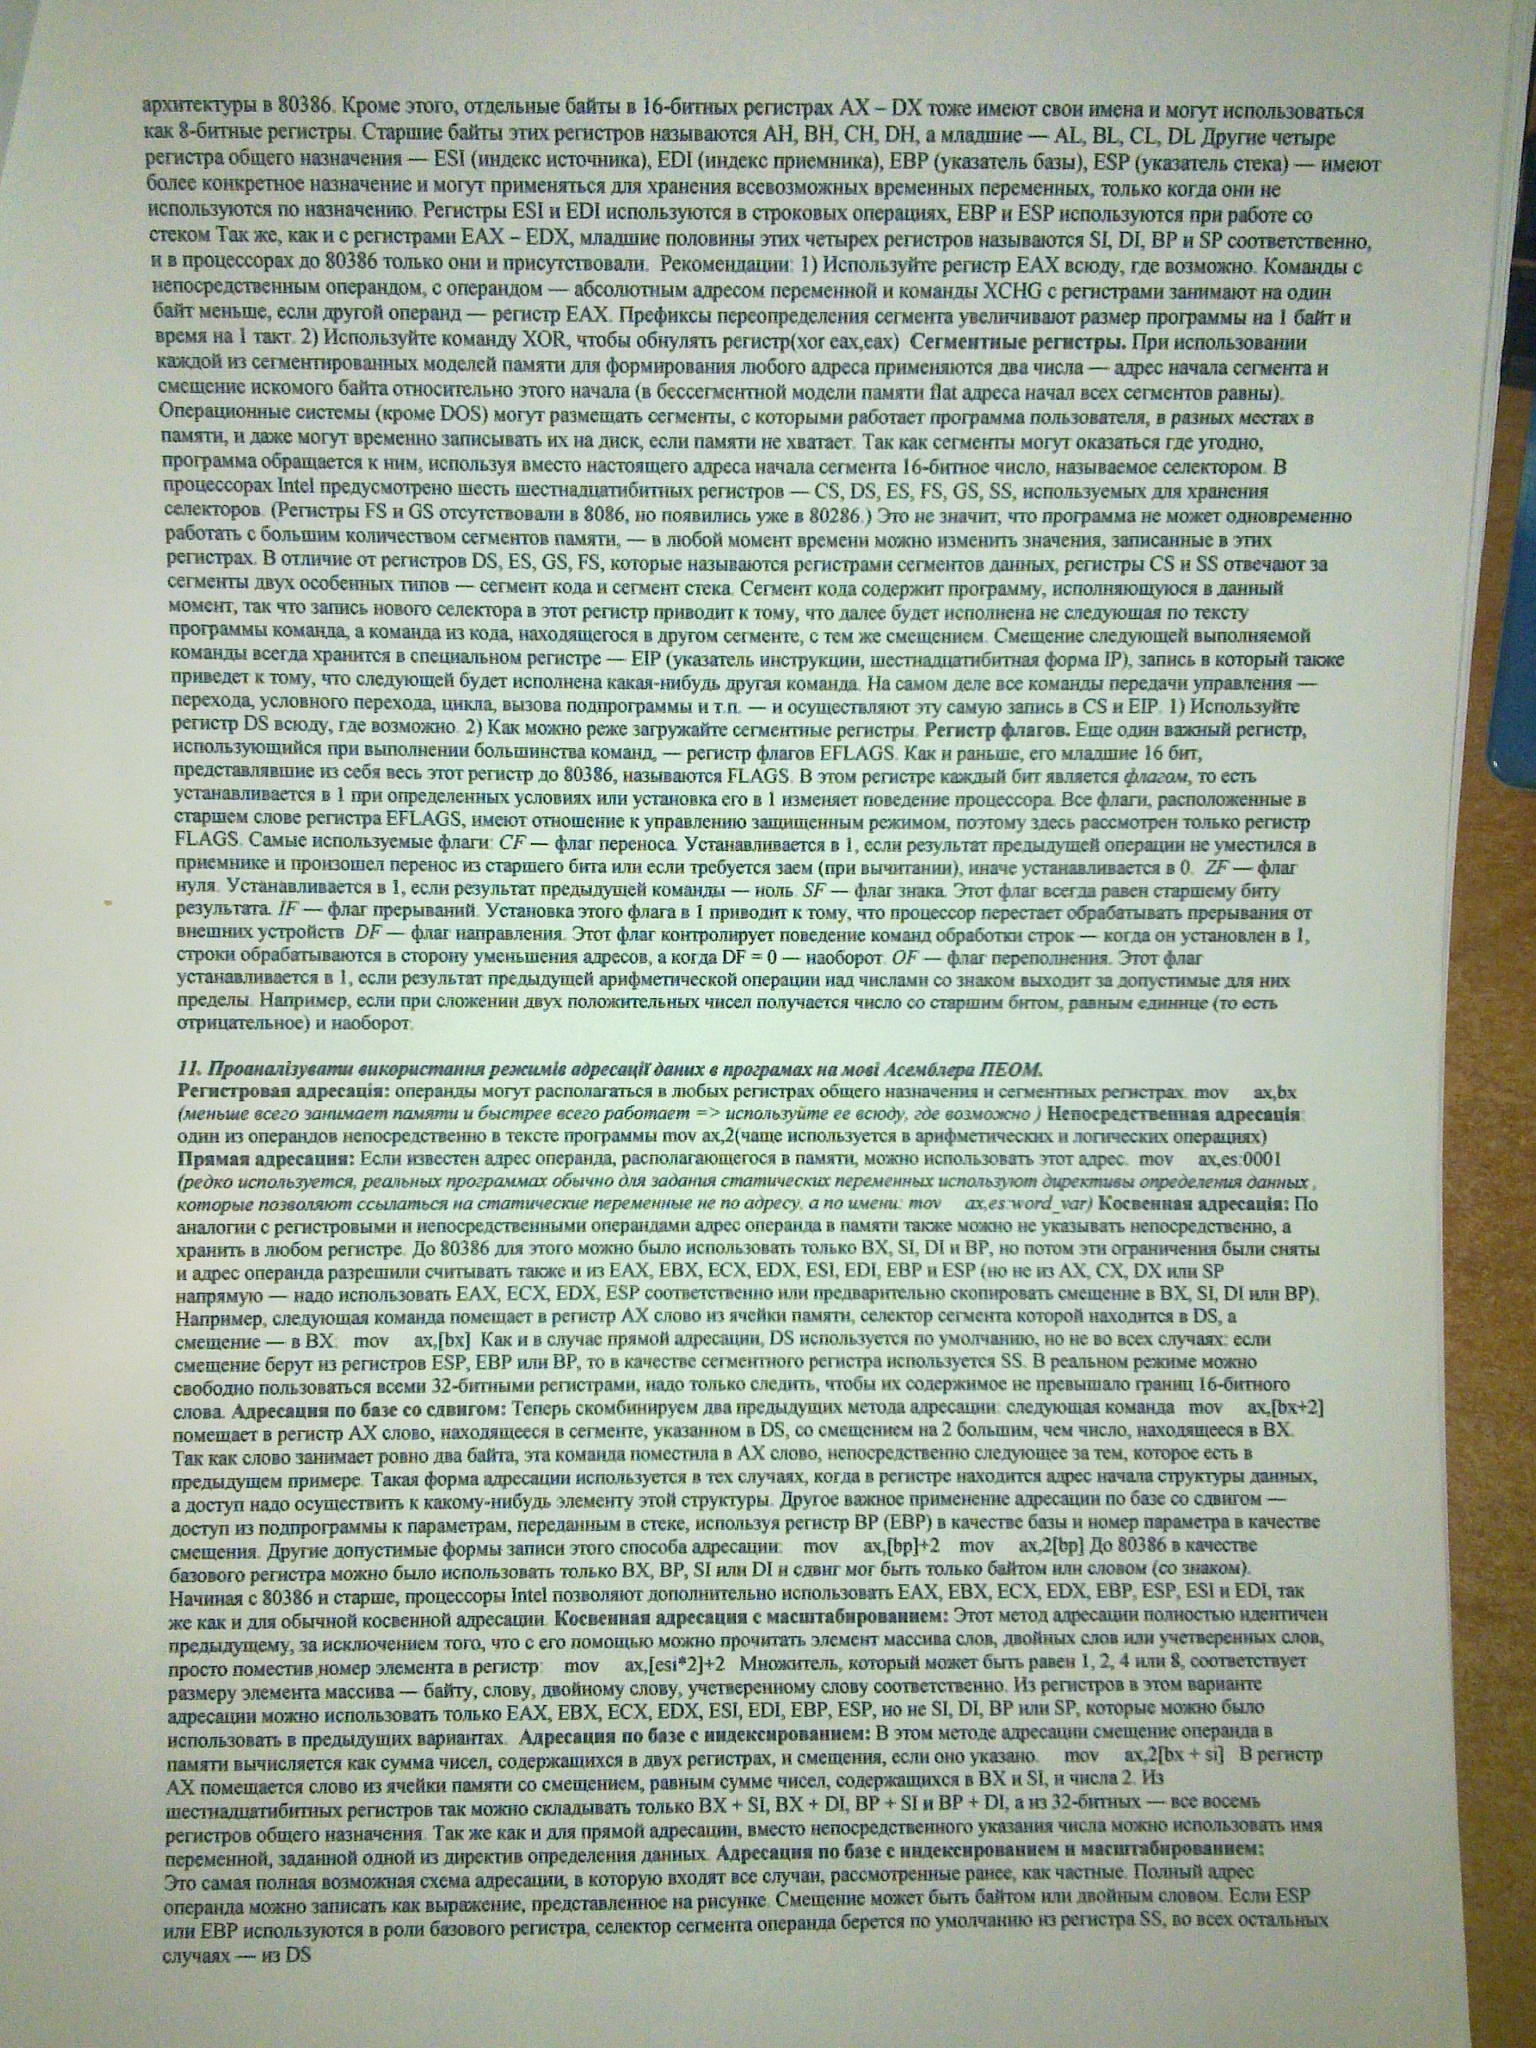 архитектуры в 80386. Кроме этого, отдельные байты в 16-битных регистрах AX – DX тоже имеют свои имена и могут использоваться
как 8-битные регистры. Старшие байты этих регистров называются AH, BH, CH, DH, а младшие — AL, BL, CL, DL Другие четыре
регистра общего назначения — ESI (индекс источника), EDI (индекс приемника), EBP (указатель базы), ESP (указатель стека) — имеют
более конкретное назначение и могут применяться для хранения всевозможных временных переменных, только когда они не
используются по назначению. Регистры ESI и EDI используются в строковых операциях, EBP и ESP используются при работе со
стеком Так же, как и с регистрами EAX – EDX, младшие половины этих четырех регистров называются SI, DI, BP и SP соответственно,
и в процессорах до 80386 только они и присутствовали. Рекомендации: 1) Используйте регистр EAX всюду, где возможно. Команды с
непосредственным операндом, с операндом — абсолютным адресом переменной и команды XCHG с регистрами занимают на один
байт меньше, если другой операнд — регистр EAX. Префиксы переопределения сегмента увеличивают размер программы на 1 байт и
время на 1 такт. 2) Используйте команду XOR, чтобы обнулять регистр(xor eax,eax) Сегментные регистры. При использовании
каждой из сегментированных моделей памяти для формирования любого адреса применяются два числа — адрес начала сегмента и
смещение искомого байта относительно этого начала (в бессегментной модели памяти flat адреса начал всех сегментов равны).
Операционные системы (кроме DOS) могут размещать сегменты, с которыми работает программа пользователя, в разных местах в
памяти, и даже могут временно записывать их на диск, если памяти не хватает. Так как сегменты могут оказаться где угодно,
программа обращается к ним, используя вместо настоящего адреса начала сегмента 16-битное число, называемое селектором. В
процессорах Intel предусмотрено шесть шестнадцатибитных регистров — CS, DS, ES, FS, GS, SS, используемых для хранения
селекторов. (Регистры FS и GS отсутствовали в 8086, но появились уже в 80286.) Это не значит, что программа не может одновременно
работать с большим количеством сегментов памяти, — в любой момент времени можно изменить значения, записанные в этих
регистрах. В отличие от регистров DS, ES, GS, FS, которые называются регистрами сегментов данных, регистры CS и SS отвечают за
сегменты двух особенных типов — сегмент кода и сегмент стека. Сегмент кода содержит программу, исполняющуюся в данный
момент, так что запись нового селектора в этот регистр приводит к тому, что далее будет исполнена не следующая по тексту
программы команда, а команда из кода, находящегося в другом сегменте, с тем же смещением. Смещение следующей выполняемой
команды всегда хранится в специальном регистре — EIP (указатель инструкции, шестнадцатибитная форма IP), запись в который также
приведет к тому, что следующей будет исполнена какая-нибудь другая команда. На самом деле все команды передачи управления —
перехода, условного перехода, цикла, вызова подпрограммы и т.п. — и осуществляют эту самую запись в CS и EIP. 1) Используйте
регистр DS всюду, где возможно. 2) Как можно реже загружайте сегментные регистры. Регистр флагов. Еще один важный регистр,
использующийся при выполнении большинства команд, — регистр флагов EFLAGS. Как и раньше, его младшие 16 бит,
представлявшие из себя весь этот регистр до 80386, называются FLAGS. В этом регистре каждый бит является флагом, то есть
устанавливается в 1 при определенных условиях или установка его в 1 изменяет поведение процессора. Все флаги, расположенные в
старшем слове регистра EFLAGS, имеют отношение к управлению защищенным режимом, поэтому здесь рассмотрен только регистр
FLAGS. Самые используемые флаги: CF — флаг переноса. Устанавливается в 1, если результат предыдущей операции не уместился в
приемнике и произошел перенос из старшего бита или если требуется заем (при вычитании), иначе устанавливается в 0. ZF — флаг
нуля. Устанавливается в 1, если результат предыдущей команды — ноль. SF — флаг знака. Этот флаг всегда равен старшему биту
результата. IF — флаг прерываний. Установка этого флага в 1 приводит к тому, что процессор перестает обрабатывать прерывания от
внешних устройств DF — флаг направления. Этот флаг контролирует поведение команд обработки строк — когда он установлен в 1,
строки обрабатываются в сторону уменьшения адресов, а когда DF = 0 — наоборот. OF — флаг переполнения. Этот флаг
устанавливается в 1, если результат предыдущей арифметической операции над числами со знаком выходит за допустимые для них
пределы. Например, если при сложении двух положительных чисел получается число со старшим битом, равным единице (то есть
отрицательное) и наоборот.
11. Проаналізувати використання режимів адресації даних в програмах на мові Асемблера ПЕОМ.
Регистровая адресація: операнды могут располагаться в любых регистрах общего назначения и сегментных регистрах. mov ax,bx
(меньше всего занимает памяти и быстрее всего работает => используйте ее всюду, где возможно ) Непосредственная адресація:
один из операндов непосредственно в тексте программы mov ax,2(чаще используется в арифметических и логических операциях)
Прямая адресация: Если известен адрес операнда, располагающегося в памяти, можно использовать этот адрес. mov ax,es:0001
(редко используется, реальных программах обычно для задания статических переменных используют директивы определения данных ,
которые позволяют ссылаться на статические переменные не по адресу, а по имени: mov ax,es:word_var) Косвенная адресація: По
аналогии с регистровыми и непосредственными операндами адрес операнда в памяти также можно не указывать непосредственно, а
хранить в любом регистре. До 80386 для этого можно было использовать только BX, SI, DI и BP, но потом эти ограничения были сняты
и адрес операнда разрешили считывать также и из EAX, EBX, ECX, EDX, ESI, EDI, EBP и ESP (но не из AX, CX, DX или SP
напрямую — надо использовать EAX, ECX, EDX, ESP соответственно или предварительно скопировать смещение в BX, SI, DI или BP).
Например, следующая команда помещает в регистр AX слово из ячейки памяти, селектор сегмента которой находится в DS, а
смещение — в BX: mov ax,[bx] Как и в случае прямой адресации, DS используется по умолчанию, но не во всех случаях: если
смещение берут из регистров ESP, EBP или BP, то в качестве сегментного регистра используется SS. В реальном режиме можно
свободно пользоваться всеми 32-битными регистрами, надо только следить, чтобы их содержимое не превышало границ 16-битного
слова. Адресация по базе со сдвигом: Теперь скомбинируем два предыдущих метода адресации: следующая команда mov ax,[bx+2]
помещает в регистр AX слово, находящееся в сегменте, указанном в DS, со смещением на 2 большим, чем число, находящееся в BX.
Так как слово занимает ровно два байта, эта команда поместила в AX слово, непосредственно следующее за тем, которое есть в
предыдущем примере. Такая форма адресации используется в тех случаях, когда в регистре находится адрес начала структуры данных,
а доступ надо осуществить к какому-нибудь элементу этой структуры. Другое важное применение адресации по базе со сдвигом —
доступ из подпрограммы к параметрам, переданным в стеке, используя регистр BP (EBP) в качестве базы и номер параметра в качестве
смещения. Другие допустимые формы записи этого способа адресации: mov ax,[bp]+2 mov ax,2[bp] До 80386 в качестве
базового регистра можно было использовать только BX, BP, SI или DI и сдвиг мог быть только байтом или словом (со знаком).
Начиная с 80386 и старше, процессоры Intel позволяют дополнительно использовать EAX, EBX, ECX, EDX, EBP, ESP, ESI и EDI, так
же как и для обычной косвенной адресации. Косвенная адресация с масштабированием: Этот метод адресации полностью идентичен
предыдущему, за исключением того, что с его помощью можно прочитать элемент массива слов, двойных слов или учетверенных слов,
просто поместив номер элемента в регистр: mov ax,[esi*2]+2 Множитель, который может быть равен 1, 2, 4 или 8, соответствует
размеру элемента массива — байту, слову, двойному слову, учетверенному слову соответственно. Из регистров в этом варианте
адресации можно использовать только EAX, EBX, ECX, EDX, ESI, EDI, EBP, ESP, но не SI, DI, BP или SP, которые можно было
использовать в предыдущих вариантах. Адресация по базе с индексированием: В этом методе адресации смещение операнда в
памяти вычисляется как сумма чисел, содержащихся в двух регистрах, и смещения, если оно указано. mov ax,2[bx + si] В регистр
AX помещается слово из ячейки памяти со смещением, равным сумме чисел, содержащихся в BX и SI, и числа 2. Из
шестнадцатибитных регистров так можно складывать только BX + SI, BX + DI, BP + SI и BP + DI, а из 32-битных — все восемь
регистров общего назначения. Так же как и для прямой адресации, вместо непосредственного указания числа можно использовать имя
переменной, заданной одной из директив определения данных. Адресация по базе с индексированием и масштабированием:
Это самая полная возможная схема адресации, в которую входят все случаи, рассмотренные ранее, как частные. Полный адрес
операнда можно записать как выражение, представленное на рисунке. Смещение может быть байтом или двойным словом. Если ESP
или EBP используются в роли базового регистра, селектор сегмента операнда берется по умолчанию из регистра SS, во всех остальных
случаях — из DS